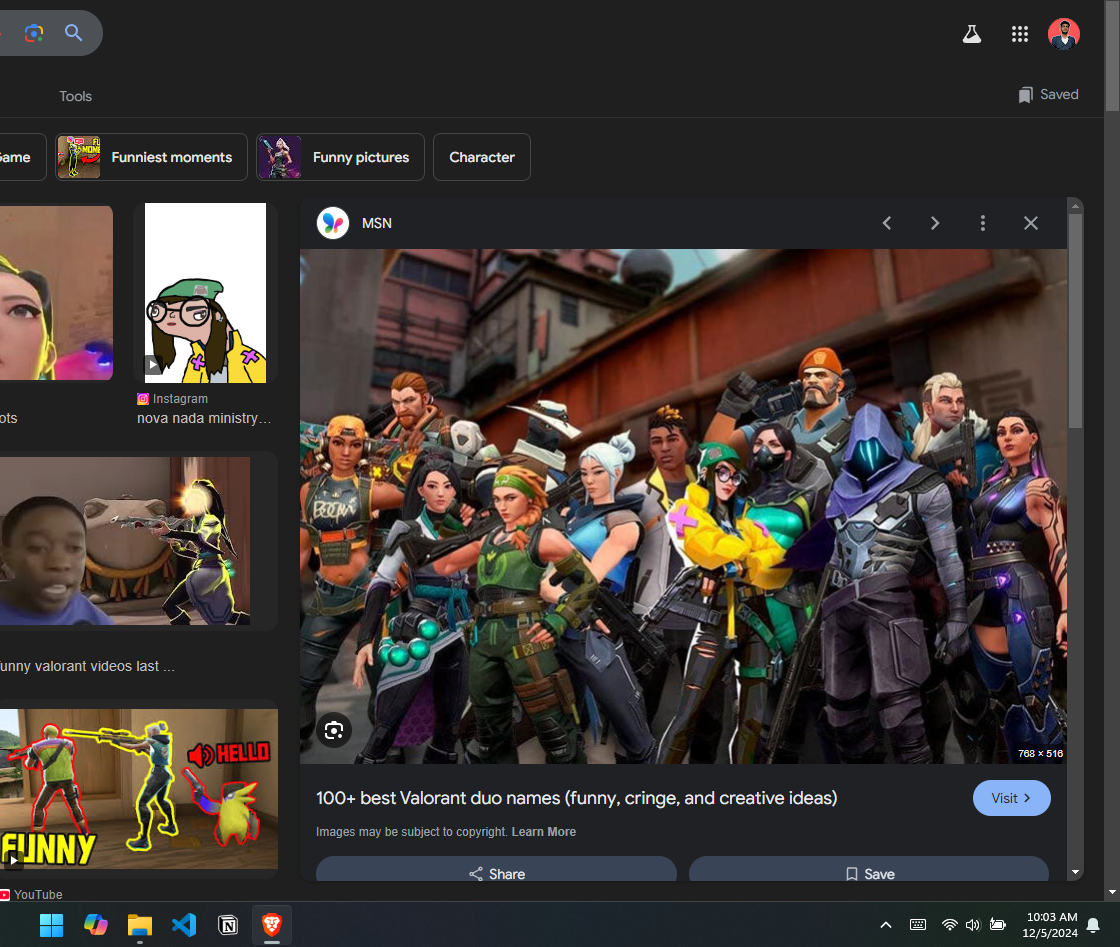 Tools
Saved
Game
Funniest moments
Funny pictures
Character
MSN
Instagram
ots
nova nada ministry…
BOOM
unny valorant videos last ...
HELLO
FUNNY
YouTube
768 × 516
100+ best Valorant duo names (funny, cringe, and creative ideas)
Visit
Images may be subject to copyright. Learn More
Share
Save
10:03 AM
12/5/2024